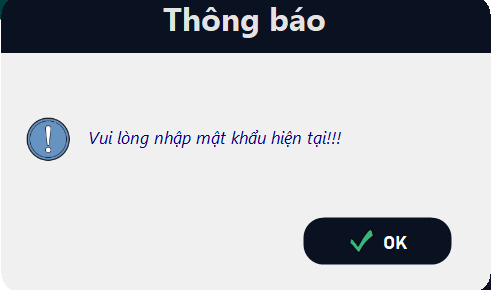 Thông báo
Vui lòng nhập mật khẩu hiện tại!!!
OK